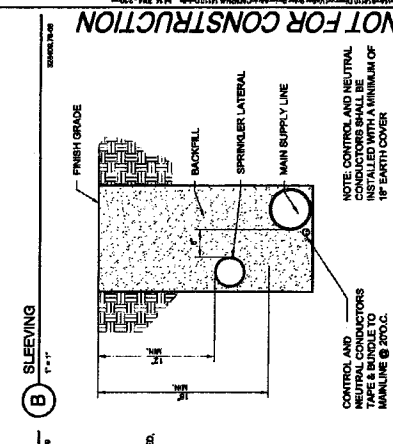 NOT FOR CONSTRUCTION
B
SLEEVING
1" = 1"
FINISH GRADE
BACKFILL
SPRINKLER LATERAL
MAIN SUPPLY LINE
6"
12"
MIN.
18"
MIN.
CONTROL AND
NEUTRAL CONDUCTORS
TAPE & BUNDLE TO
MAINLINE @ 20'O.C.
NOTE: CONTROL AND NEUTRAL
CONDUCTORS SHALL BE
INSTALLED WITH A MINIMUM OF
18" EARTH COVER